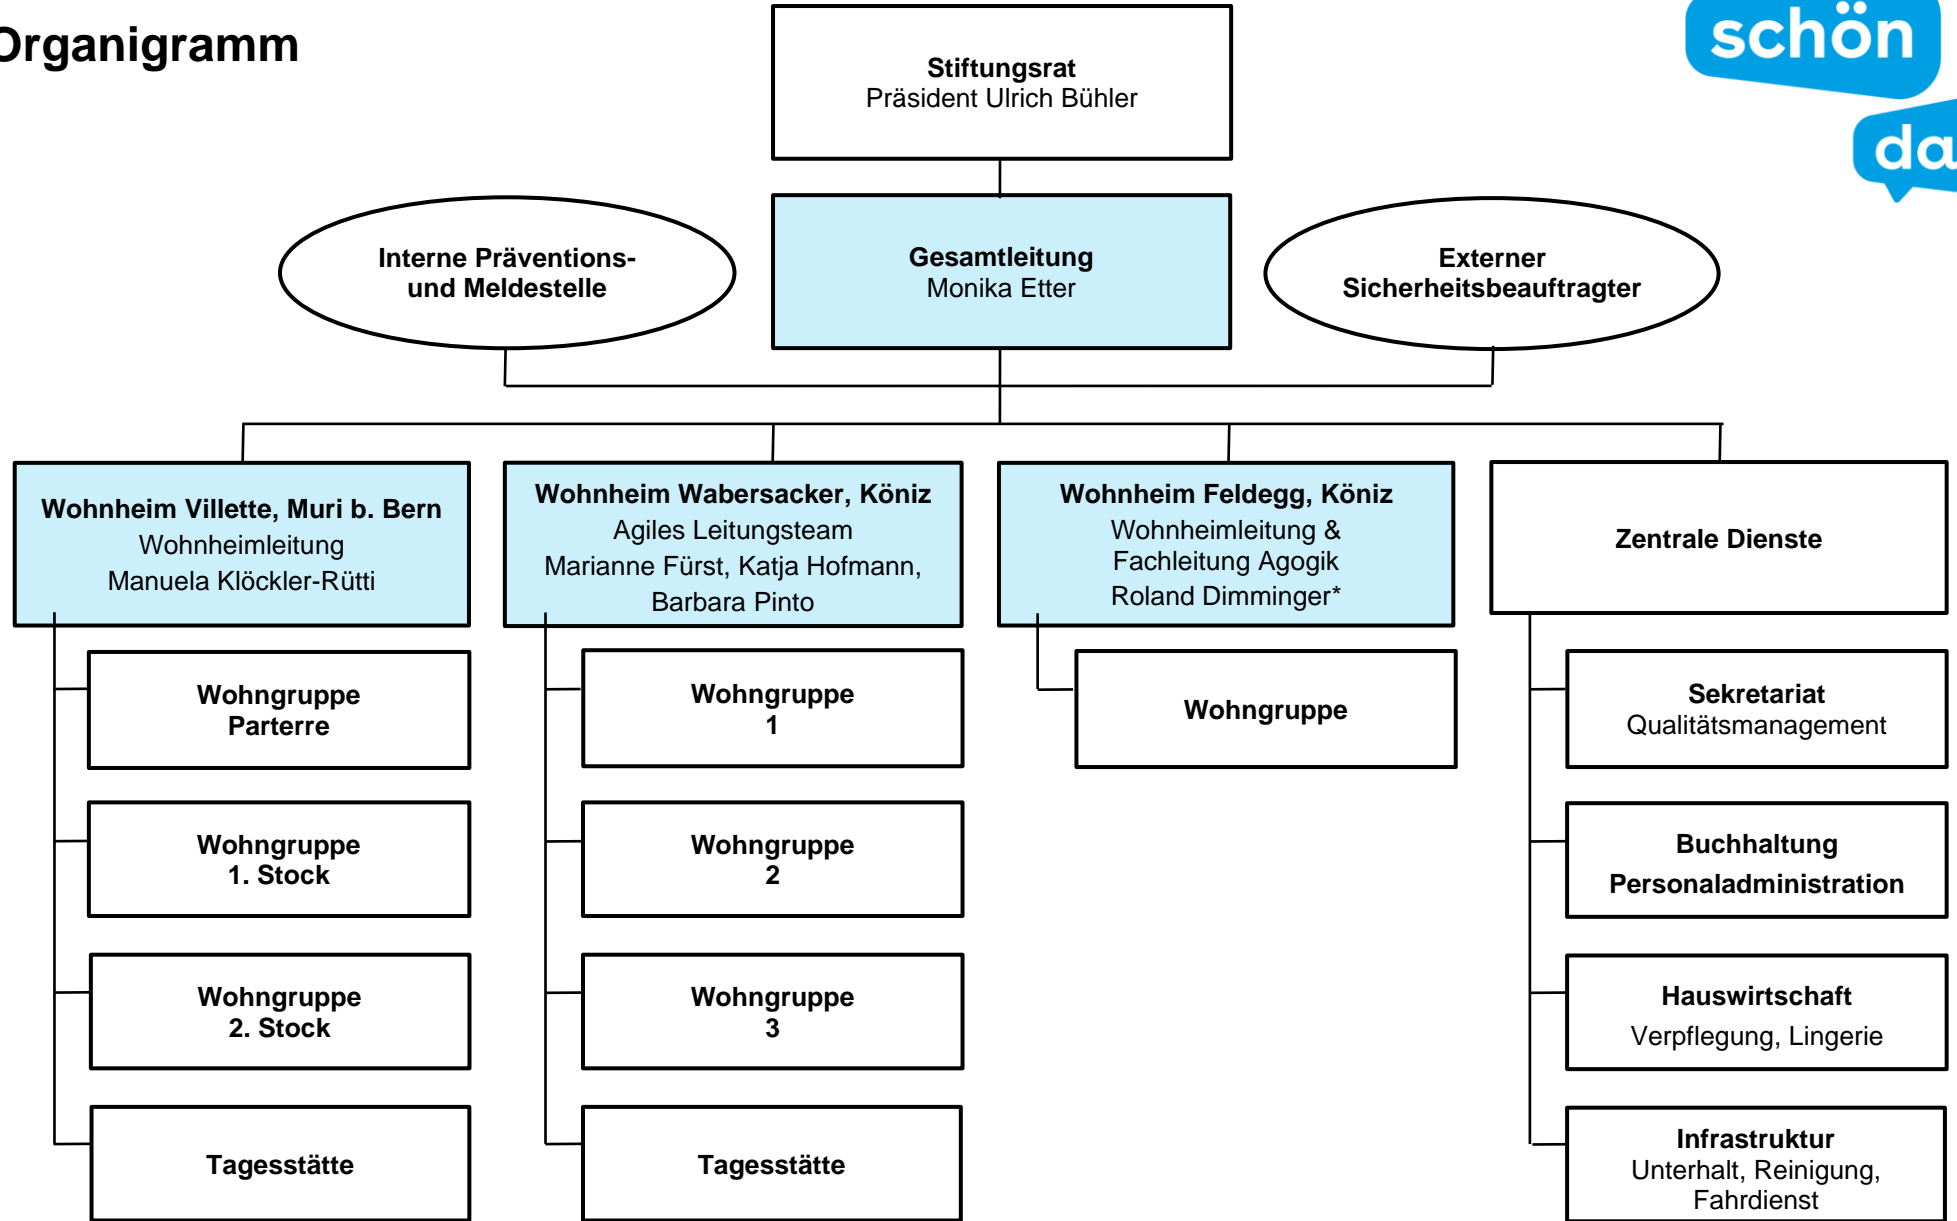 Organigramm
schön
da
Stiftungsrat
Präsident Ulrich Bühler
Interne Präventions-
und Meldestelle
Gesamtleitung
Monika Etter
Externer
Sicherheitsbeauftragter
Wohnheim Villette, Muri b. Bern
Wohnheimleitung
Manuela Klöckler-Rütti
Wohngruppe
Parterre
Wohngruppe
1. Stock
Wohngruppe
2. Stock
Tagesstätte
Wohnheim Wabersacker, Köniz
Agiles Leitungsteam
Marianne Fürst, Katja Hofmann,
Barbara Pinto
Wohngruppe
1
Wohngruppe
2
Wohngruppe
3
Tagesstätte
Wohnheim Feldegg, Köniz
Wohnheimleitung &
Fachleitung Agogik
Roland Dimminger*
Wohngruppe
Zentrale Dienste
Sekretariat
Qualitätsmanagement
Buchhaltung
Personaladministration
Hauswirtschaft
Verpflegung, Lingerie
Infrastruktur
Unterhalt, Reinigung,
Fahrdienst